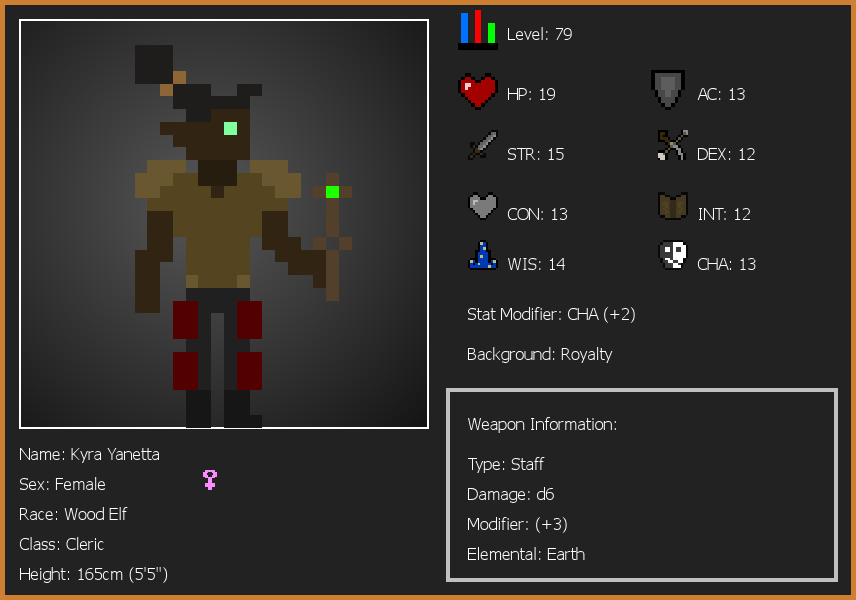 Level: 79
HP: 19
AC: 13
STR: 15
DEX: 12
CON: 13
INT: 12
WIS: 14
CHA: 13
Stat Modifier: CHA (+2)
Background: Royalty
Weapon Information:
Type: Staff
Damage: d6
Modifier: (+3)
Elemental: Earth
Name: Kyra Yanetta
Sex: Female
Race: Wood Elf
Class: Cleric
Height: 165cm (5'5")